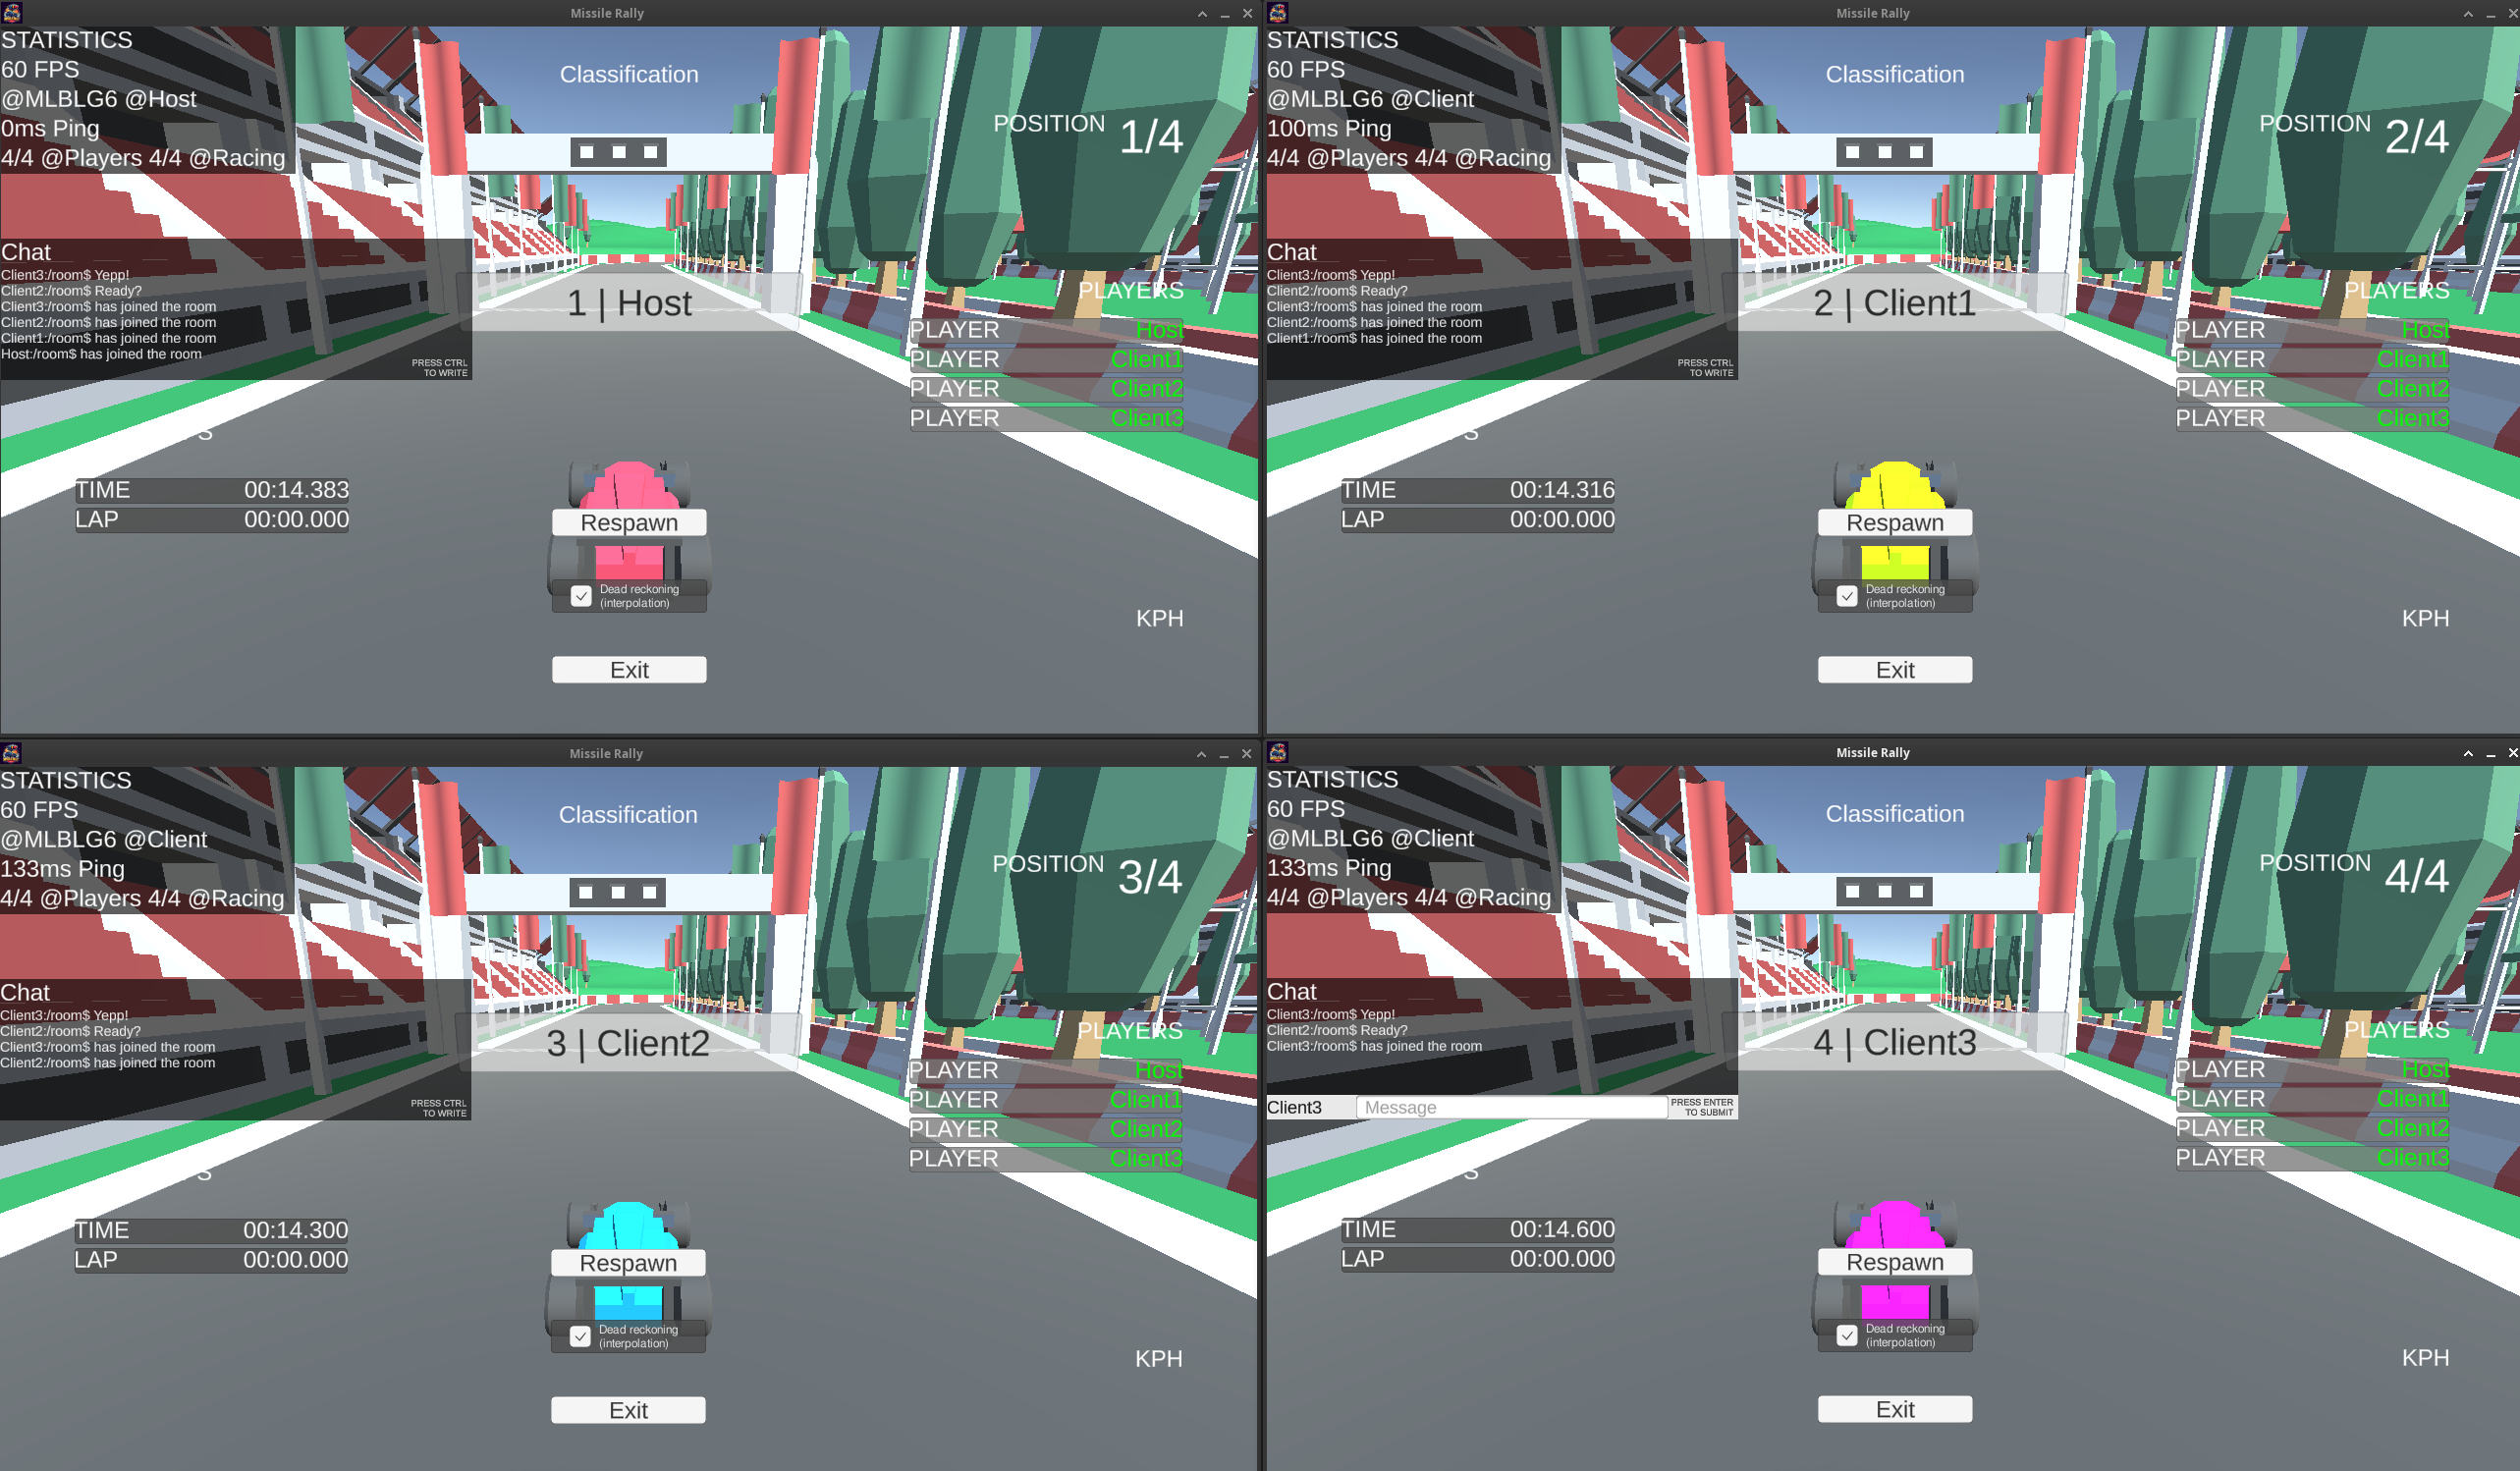 Missile Rally
STATISTICS
60 FPS
@MLBLG6 @Host
0ms Ping
4/4 @Players 4/4 @Racing
Classification
POSITION 1/4
Chat
Client3:/room$ Yepp!
Client2:/room$ Ready?
Client3:/room$ has joined the room
Client2:/room$ has joined the room
Client1:/room$ has joined the room
Host:/room$ has joined the room
PRESS CTRL
TO WRITE
1 | Host
PLAYERS
PLAYER Host
PLAYER Client1
PLAYER Client2
PLAYER Client3
S
TIME 00:14.383
LAP 00:00.000
Respawn
Dead reckoning
(interpolation)
KPH
Exit
Missile Rally
STATISTICS
60 FPS
@MLBLG6 @Client
100ms Ping
4/4 @Players 4/4 @Racing
Classification
POSITION 2/4
Chat
Client3:/room$ Yepp!
Client2:/room$ Ready?
Client3:/room$ has joined the room
Client2:/room$ has joined the room
Client1:/room$ has joined the room
PRESS CTRL
TO WRITE
2 | Client1
PLAYERS
PLAYER Host
PLAYER Client1
PLAYER Client2
PLAYER Client3
S
TIME 00:14.316
LAP 00:00.000
Respawn
Dead reckoning
(interpolation)
KPH
Exit
Missile Rally
STATISTICS
60 FPS
@MLBLG6 @Client
133ms Ping
4/4 @Players 4/4 @Racing
Classification
POSITION 3/4
Chat
Client3:/room$ Yepp!
Client2:/room$ Ready?
Client3:/room$ has joined the room
Client2:/room$ has joined the room
PRESS CTRL
TO WRITE
3 | Client2
PLAYERS
PLAYER Host
PLAYER Client1
PLAYER Client2
PLAYER Client3
S
TIME 00:14.300
LAP 00:00.000
Respawn
Dead reckoning
(interpolation)
KPH
Exit
Missile Rally
STATISTICS
60 FPS
@MLBLG6 @Client
133ms Ping
4/4 @Players 4/4 @Racing
Classification
POSITION 4/4
Chat
Client3:/room$ Yepp!
Client2:/room$ Ready?
Client3:/room$ has joined the room
Client3 Message
PRESS ENTER
TO SUBMIT
4 | Client3
PLAYERS
PLAYER Host
PLAYER Client1
PLAYER Client2
PLAYER Client3
S
TIME 00:14.600
LAP 00:00.000
Respawn
Dead reckoning
(interpolation)
KPH
Exit